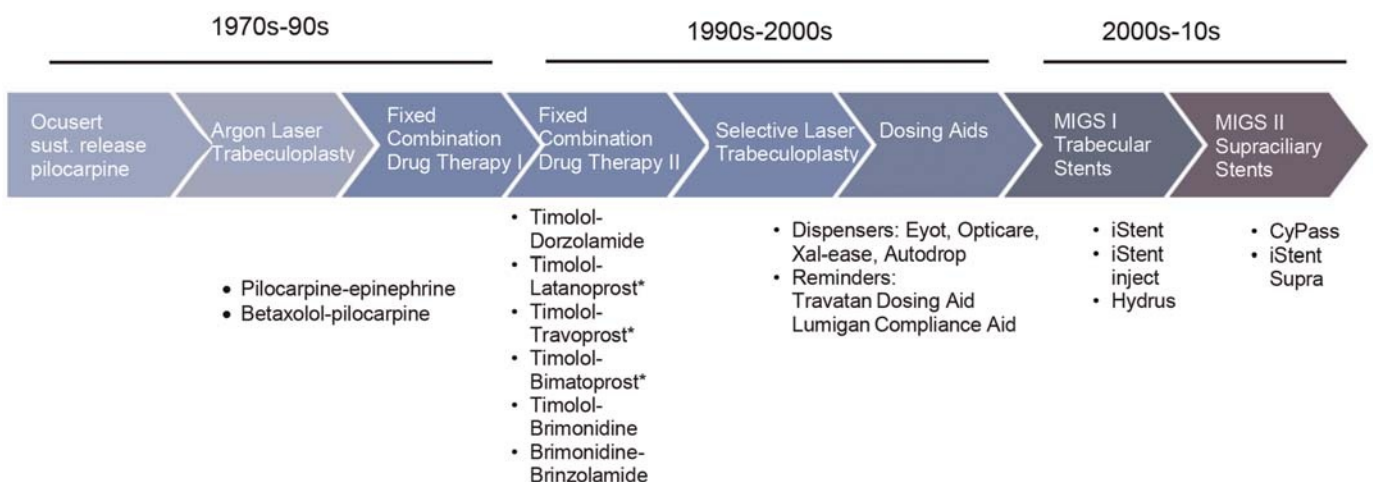 1970s-90s
1990s-2000s
2000s-10s
Ocusert
sust. release
pilocarpine
Argon Laser
Trabeculoplasty
Fixed
Combination
Drug Therapy I
Fixed
Combination
Drug Therapy II
Selective Laser
Trabeculoplasty
Dosing Aids
MIGS I
Trabecular
Stents
MIGS II
Supraciliary
Stents
• Pilocarpine-epinephrine
• Betaxolol-pilocarpine
• Timolol-
Dorzolamide
• Timolol-
Latanoprost*
• Timolol-
Travoprost*
• Timolol-
Bimatoprost*
• Timolol-
Brimonidine
• Brimonidine-
Brinzolamide
• Dispensers: Eyot, Opticare,
Xal-ease, Autodrop
• Reminders:
Travatan Dosing Aid
Lumigan Compliance Aid
• iStent
• iStent
inject
• Hydrus
• CyPass
• iStent
Supra